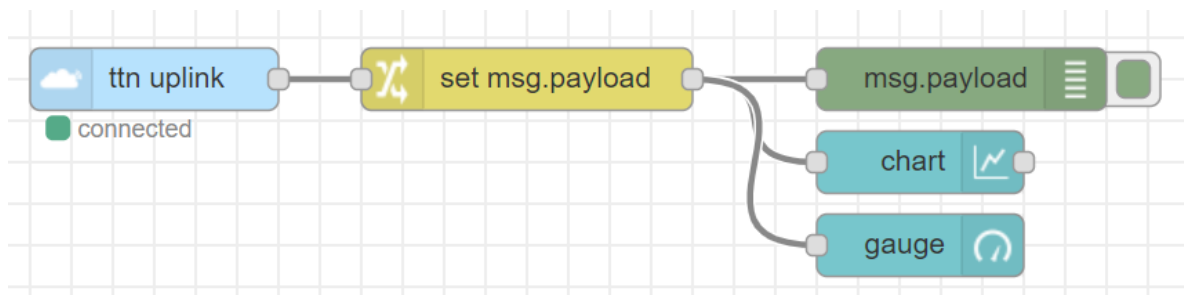 ttn uplink
set msg.payload
msg.payload
connected
chart
gauge